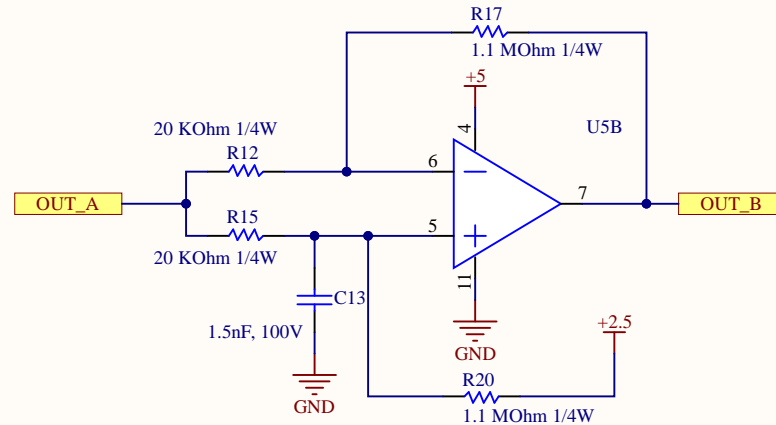 R17
1.1 MOhm 1/4W
+5
20 KOhm 1/4W
4
U5B
R12
6
7
OUT_A
OUT_B
R15
5
20 KOhm 1/4W
11
C13
1.5nF, 100V
+2.5
GND
GND
R20
1.1 MOhm 1/4W